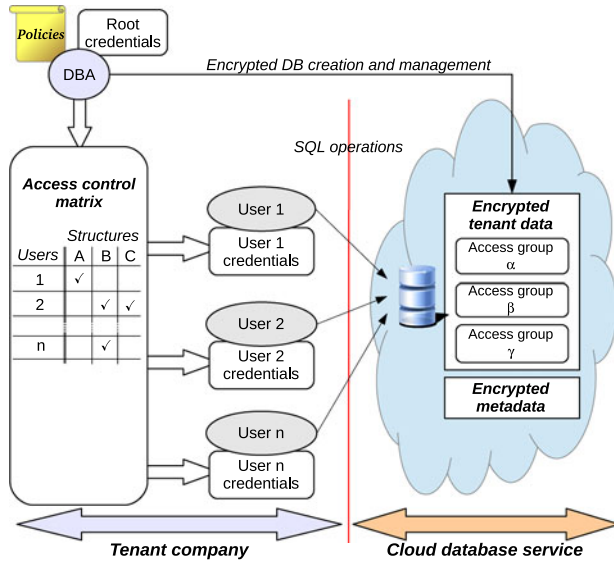 Policies
Root
credentials
DBA
Encrypted DB creation and management
SQL operations
Access control
matrix
Structures
Users A B C
1 ✓
2 ✓ ✓
n ✓
User 1
User 1
credentials
User 2
User 2
credentials
User n
User n
credentials
Encrypted
tenant data
Access group
α
Access group
β
Access group
γ
Encrypted
metadata
Tenant company
Cloud database service